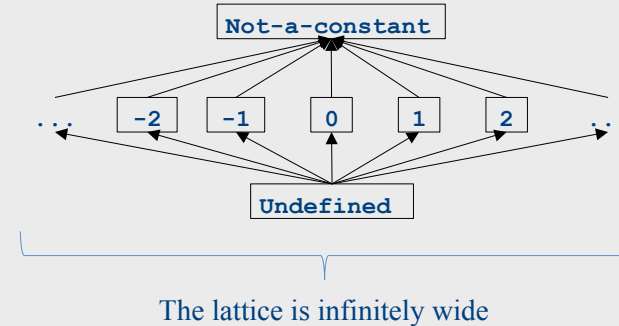 Not-a-constant
... -2 -1 0 1 2 ..
Undefined
The lattice is infinitely wide